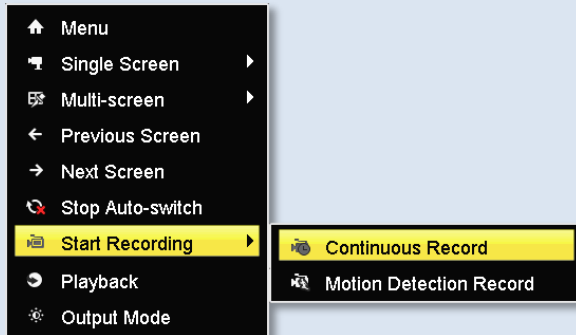 Menu
Single Screen
Multi-screen
Previous Screen
Next Screen
Stop Auto-switch
Start Recording
Continuous Record
Motion Detection Record
Playback
Output Mode